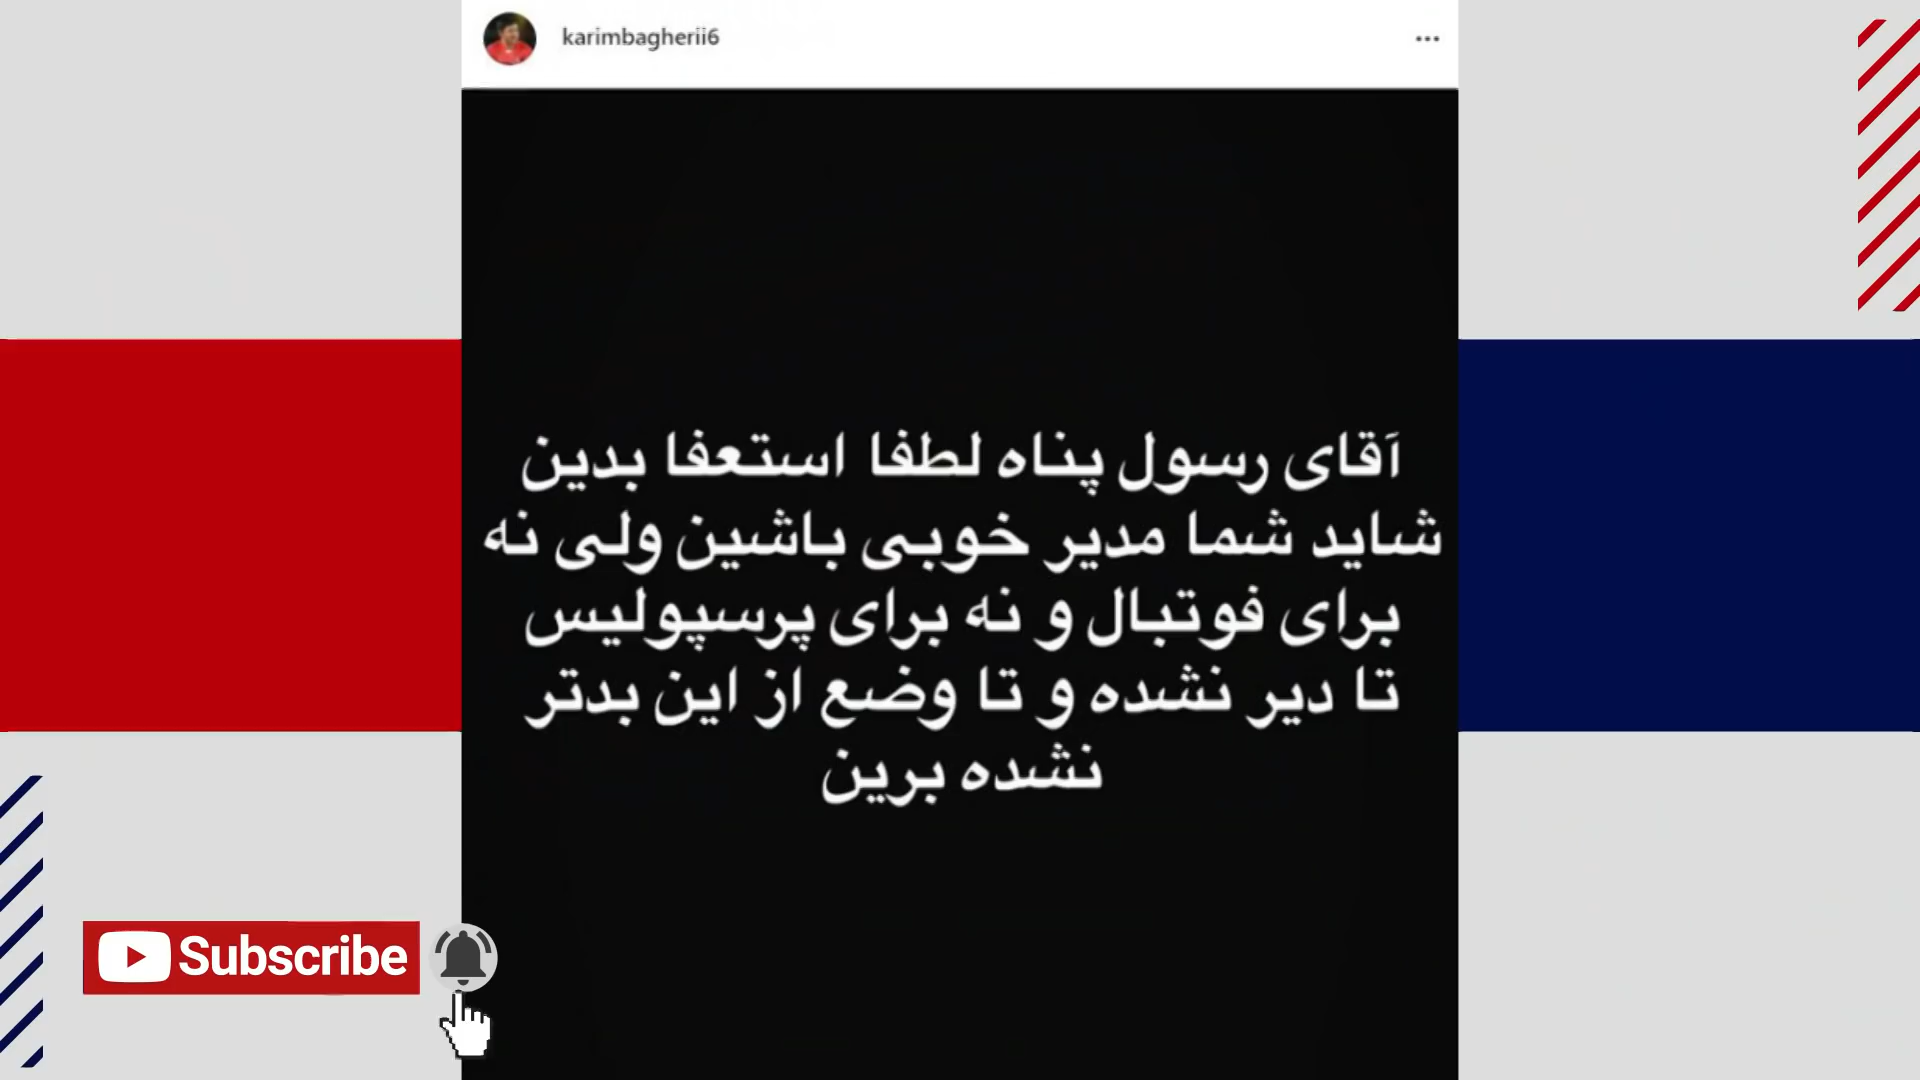 karimbagherii6
آقای رسول پناه لطفا استعفا بدین
شاید شما مدیر خوبی باشین ولی نه
برای فوتبال و نه برای پرسپولیس
تا دیر نشده و تا وضع از این بدتر
نشده برین
Subscribe